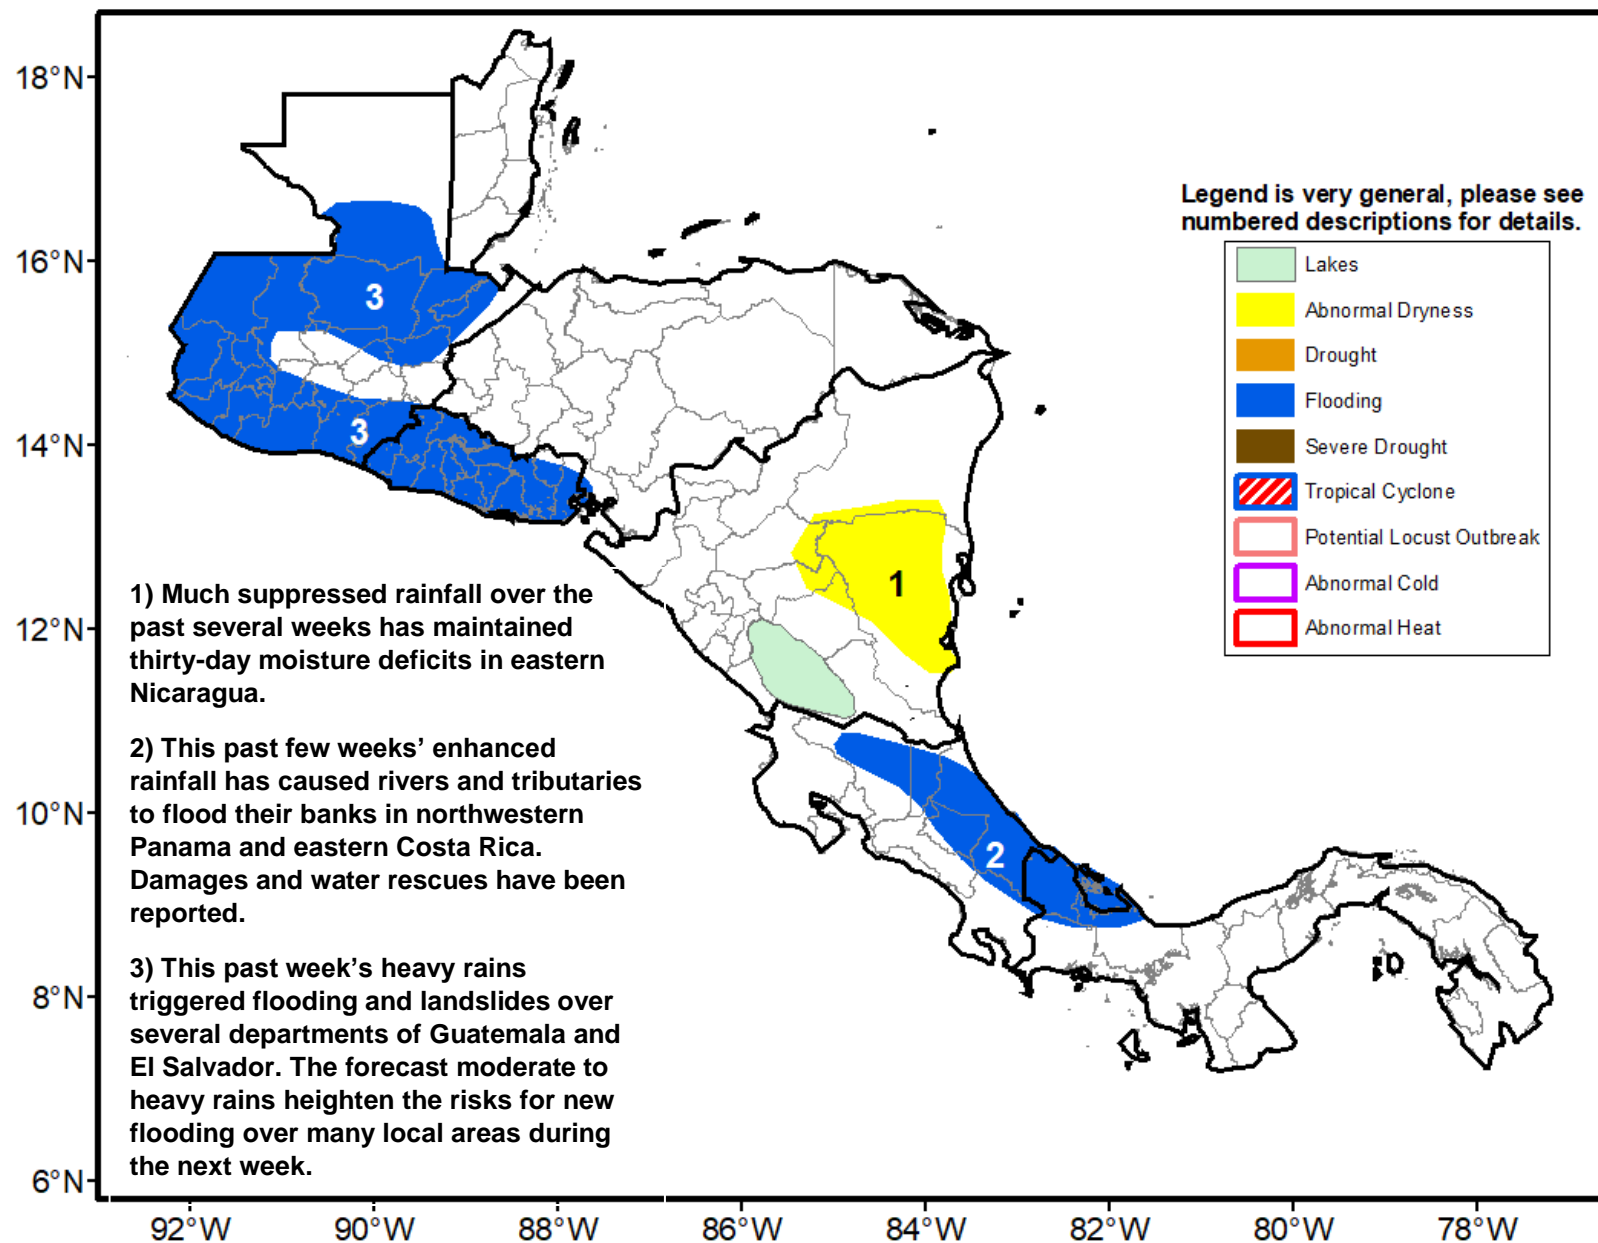 18°N
16°N
14°N
12°N
10°N
8°N
6°N
92°W
90°W
88°W
86°W
84°W
82°W
80°W
78°W
Legend is very general, please see
numbered descriptions for details.
Lakes
Abnormal Dryness
Drought
Flooding
Severe Drought
Tropical Cyclone
Potential Locust Outbreak
Abnormal Cold
Abnormal Heat
3
3
1
2
1) Much suppressed rainfall over the
past several weeks has maintained
thirty-day moisture deficits in eastern
Nicaragua.
2) This past few weeks’ enhanced
rainfall has caused rivers and tributaries
to flood their banks in northwestern
Panama and eastern Costa Rica.
Damages and water rescues have been
reported.
3) This past week’s heavy rains
triggered flooding and landslides over
several departments of Guatemala and
El Salvador. The forecast moderate to
heavy rains heighten the risks for new
flooding over many local areas during
the next week.